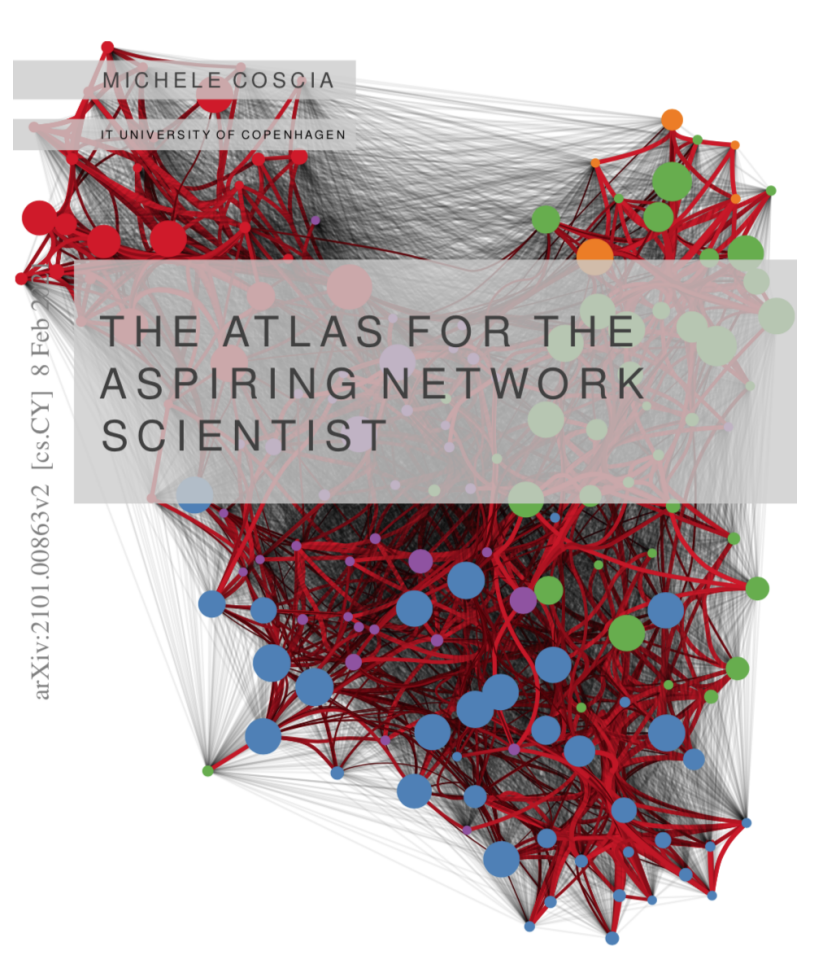 MICHELE COSCIA
IT UNIVERSITY OF COPENHAGEN
THE ATLAS FOR THE
ASPIRING NETWORK
SCIENTIST
arXiv:2101.00863v2 [cs.CY] 8 Feb